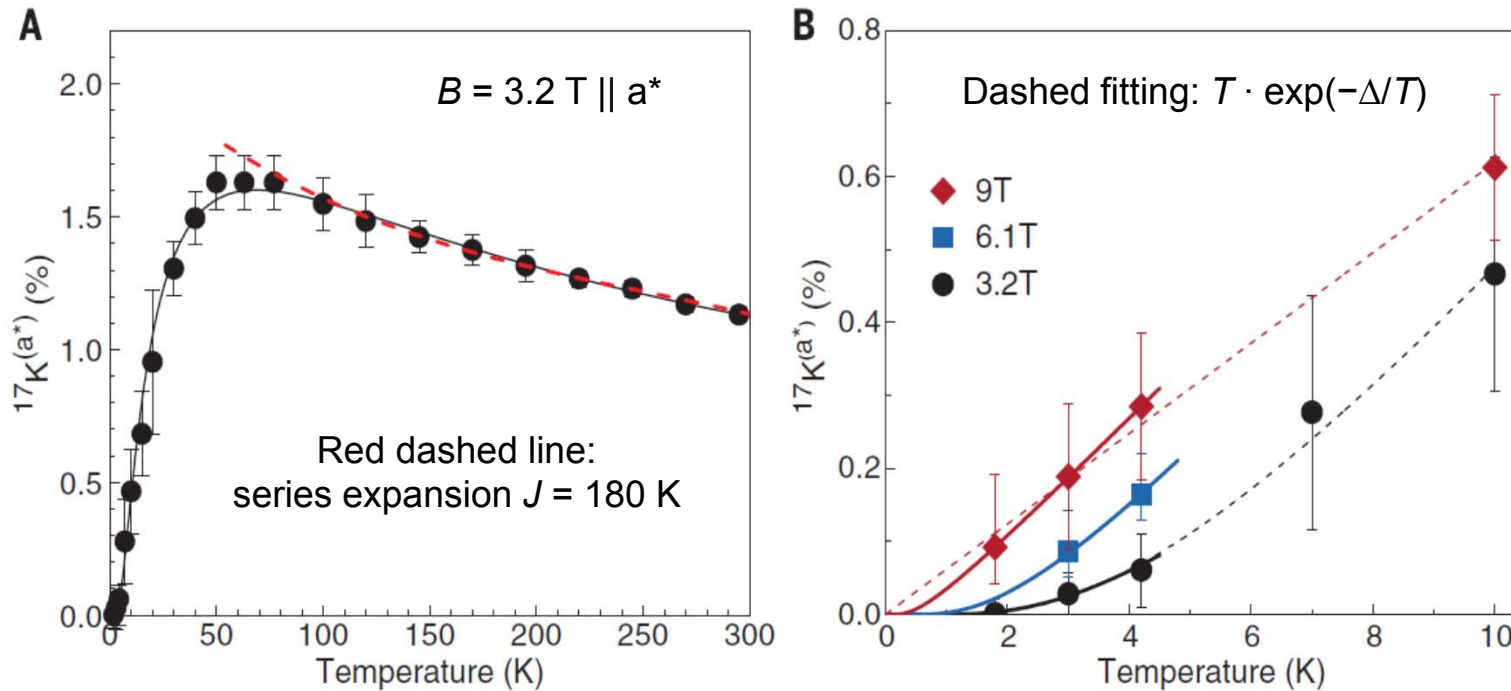 A
B = 3.2 T || a*
Red dashed line:
series expansion J = 180 K
17K(a*) (%)
2.0
1.5
1.0
0.5
0.0
0
50
100
150
200
250
300
Temperature (K)
B
Dashed fitting: T · exp(−Δ/T)
9T
6.1T
3.2T
17K(a*) (%)
0.8
0.6
0.4
0.2
0.0
0
2
4
6
8
10
Temperature (K)